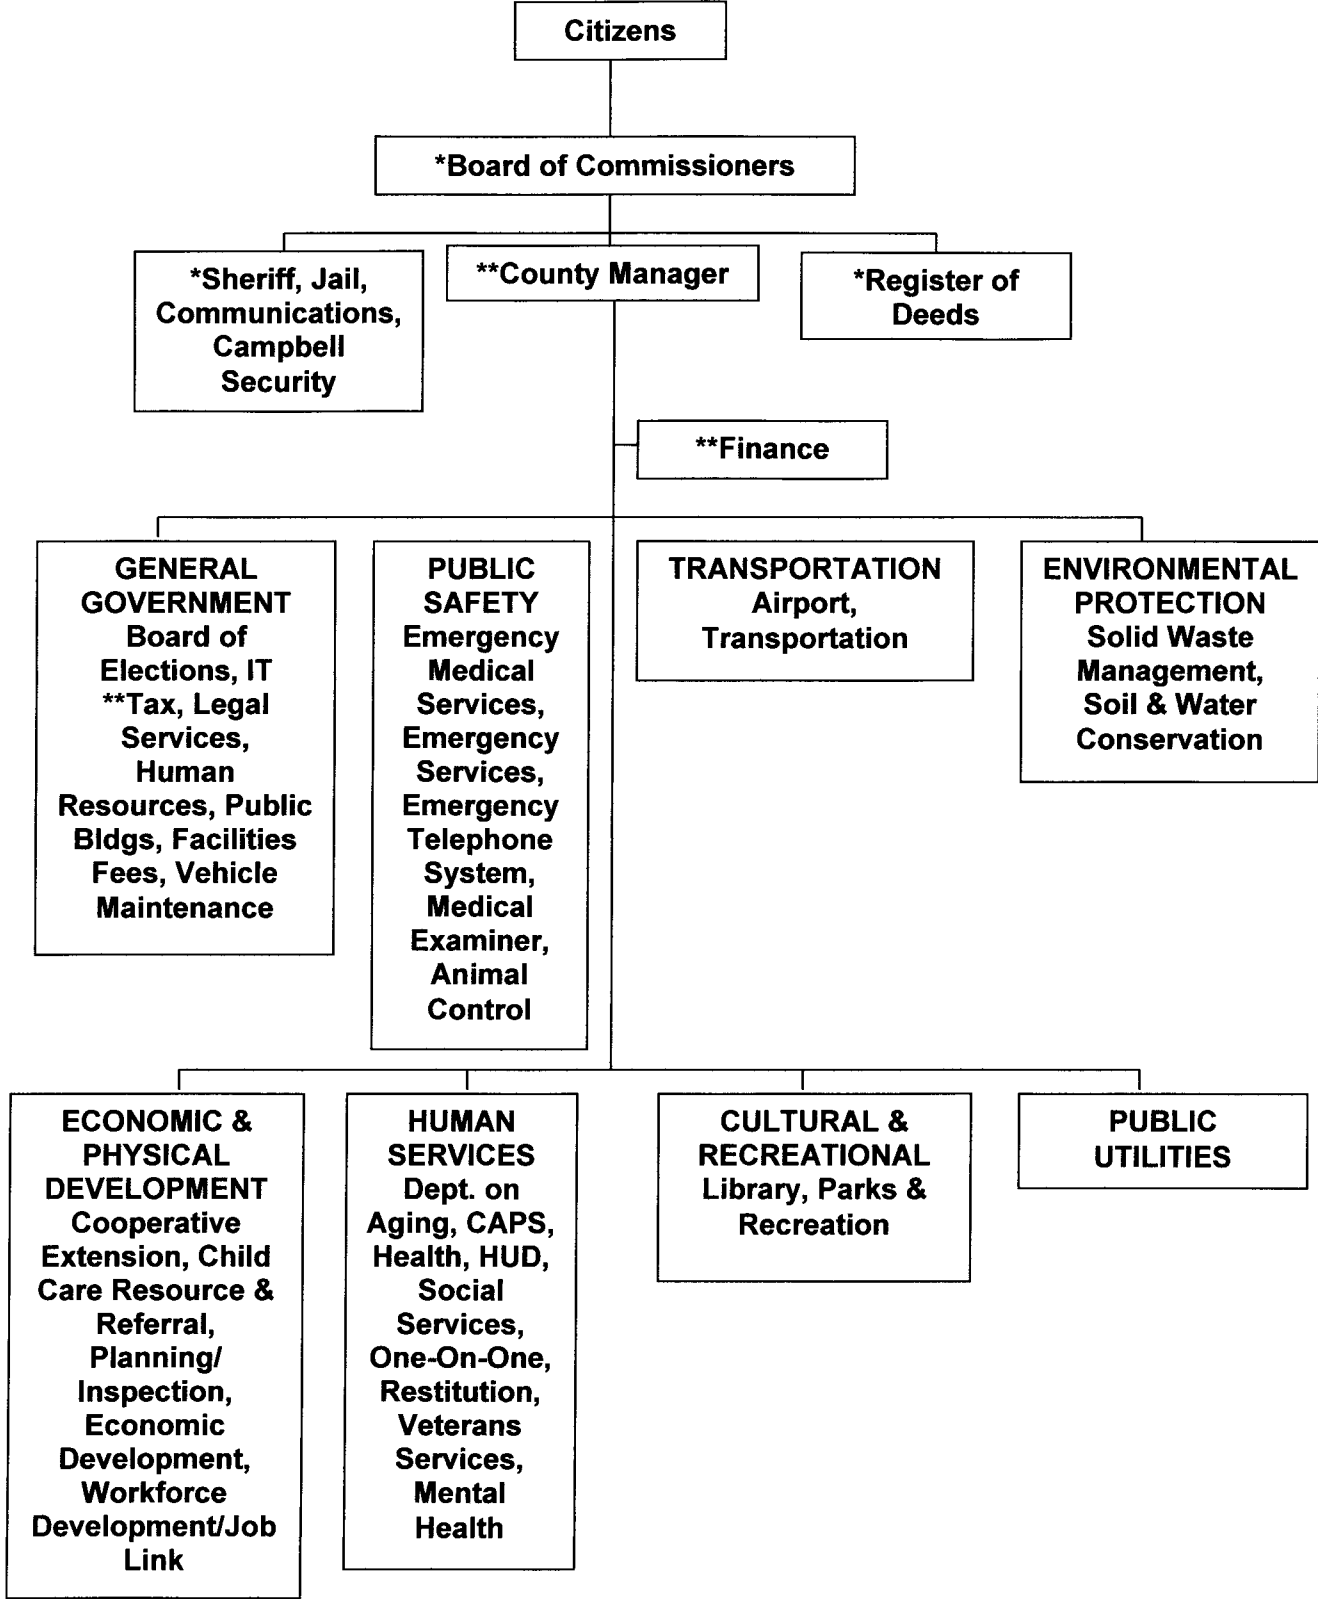 Citizens
*Board of Commissioners
*Sheriff, Jail,
Communications,
Campbell
Security
**County Manager
*Register of
Deeds
**Finance
GENERAL
GOVERNMENT
Board of
Elections, IT
**Tax, Legal
Services,
Human
Resources, Public
Bldgs, Facilities
Fees, Vehicle
Maintenance
PUBLIC
SAFETY
Emergency
Medical
Services,
Emergency
Services,
Emergency
Telephone
System,
Medical
Examiner,
Animal
Control
TRANSPORTATION
Airport,
Transportation
ENVIRONMENTAL
PROTECTION
Solid Waste
Management,
Soil & Water
Conservation
ECONOMIC &
PHYSICAL
DEVELOPMENT
Cooperative
Extension, Child
Care Resource &
Referral,
Planning/
Inspection,
Economic
Development,
Workforce
Development/Job
Link
HUMAN
SERVICES
Dept. on
Aging, CAPS,
Health, HUD,
Social
Services,
One-On-One,
Restitution,
Veterans
Services,
Mental
Health
CULTURAL &
RECREATIONAL
Library, Parks &
Recreation
PUBLIC
UTILITIES